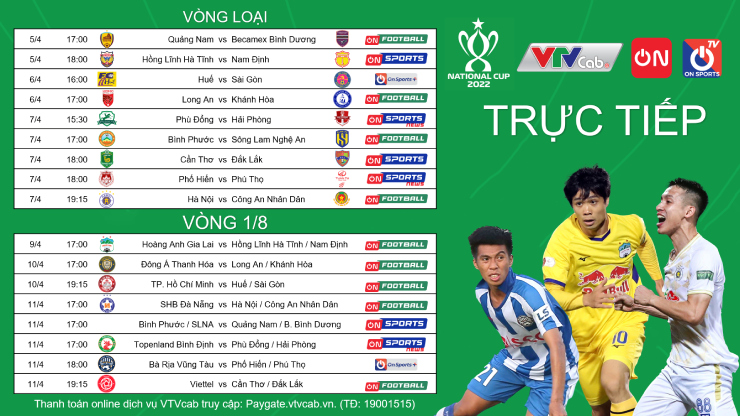 VÒNG LOẠI
5/4 17:00 Quảng Nam vs Becamex Bình Dương ON FOOTBALL
5/4 18:00 Hồng Lĩnh Hà Tĩnh vs Nam Định ON SPORTS
6/4 16:00 Huế vs Sài Gòn On Sports+
6/4 17:00 Long An vs Khánh Hòa ON FOOTBALL
7/4 15:30 Phù Đổng vs Hải Phòng ON SPORTS NEWS
7/4 17:00 Bình Phước vs Sông Lam Nghệ An ON FOOTBALL
7/4 18:00 Cần Thơ vs Đắk Lắk ON SPORTS
7/4 18:00 Phố Hiến vs Phú Thọ ON SPORTS NEWS
7/4 19:15 Hà Nội vs Công An Nhân Dân ON FOOTBALL
VÒNG 1/8
9/4 17:00 Hoàng Anh Gia Lai vs Hồng Lĩnh Hà Tĩnh / Nam Định ON FOOTBALL
10/4 17:00 Đông Á Thanh Hóa vs Long An / Khánh Hòa ON FOOTBALL
10/4 19:15 TP. Hồ Chí Minh vs Huế / Sài Gòn ON FOOTBALL
11/4 17:00 SHB Đà Nẵng vs Hà Nội / Công An Nhân Dân ON FOOTBALL
11/4 17:00 Bình Phước / SLNA vs Quảng Nam / B. Bình Dương ON SPORTS
11/4 17:00 Topenland Bình Định vs Phù Đổng / Hải Phòng ON SPORTS NEWS
11/4 18:00 Bà Rịa Vũng Tàu vs Phố Hiến / Phú Thọ On Sports+
11/4 19:15 Viettel vs Cần Thơ / Đắk Lắk ON FOOTBALL
Thanh toán online dịch vụ VTVcab truy cập: Paygate.vtvcab.vn. (TĐ: 19001515)
NATIONAL CUP
2022
VTVCab
ON
TV
ON SPORTS
TRỰC TIẾP
LS
21
10
88